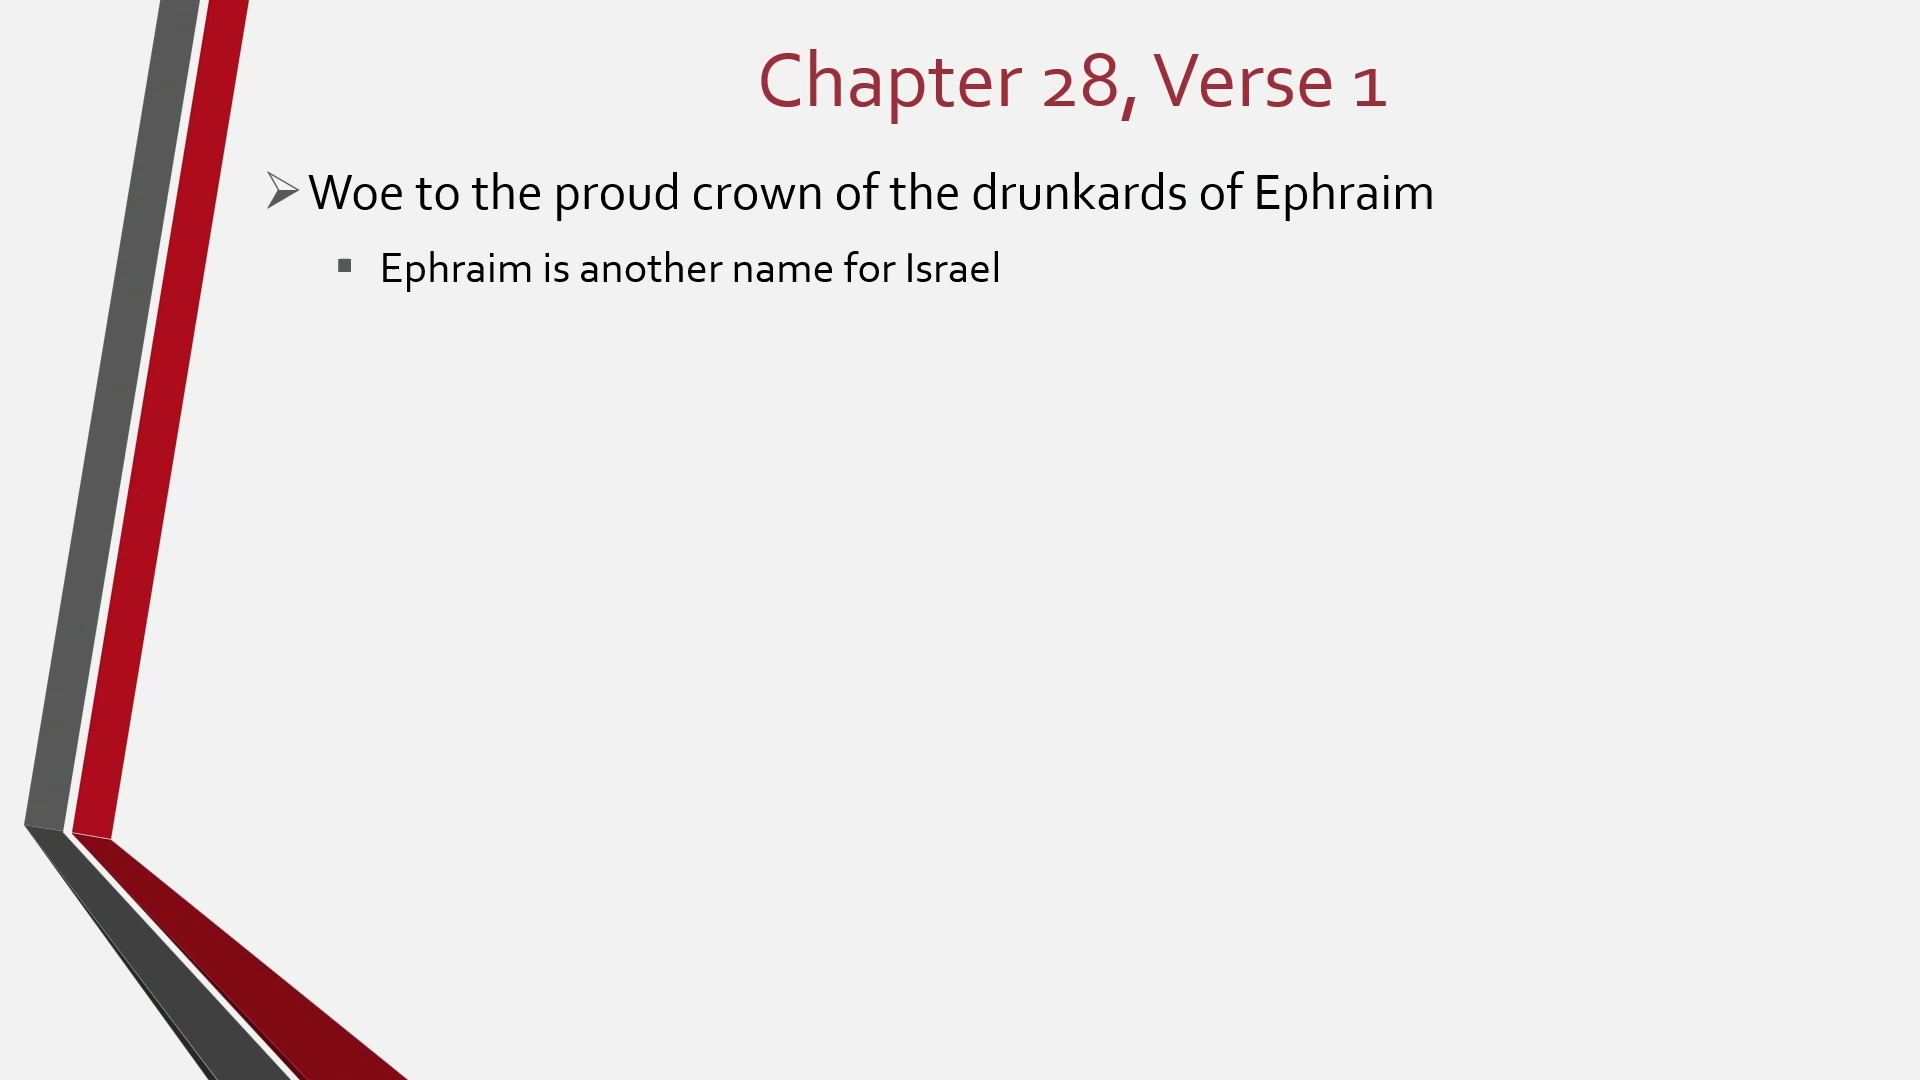 Chapter 28, Verse 1
Woe to the proud crown of the drunkards of Ephraim
Ephraim is another name for Israel